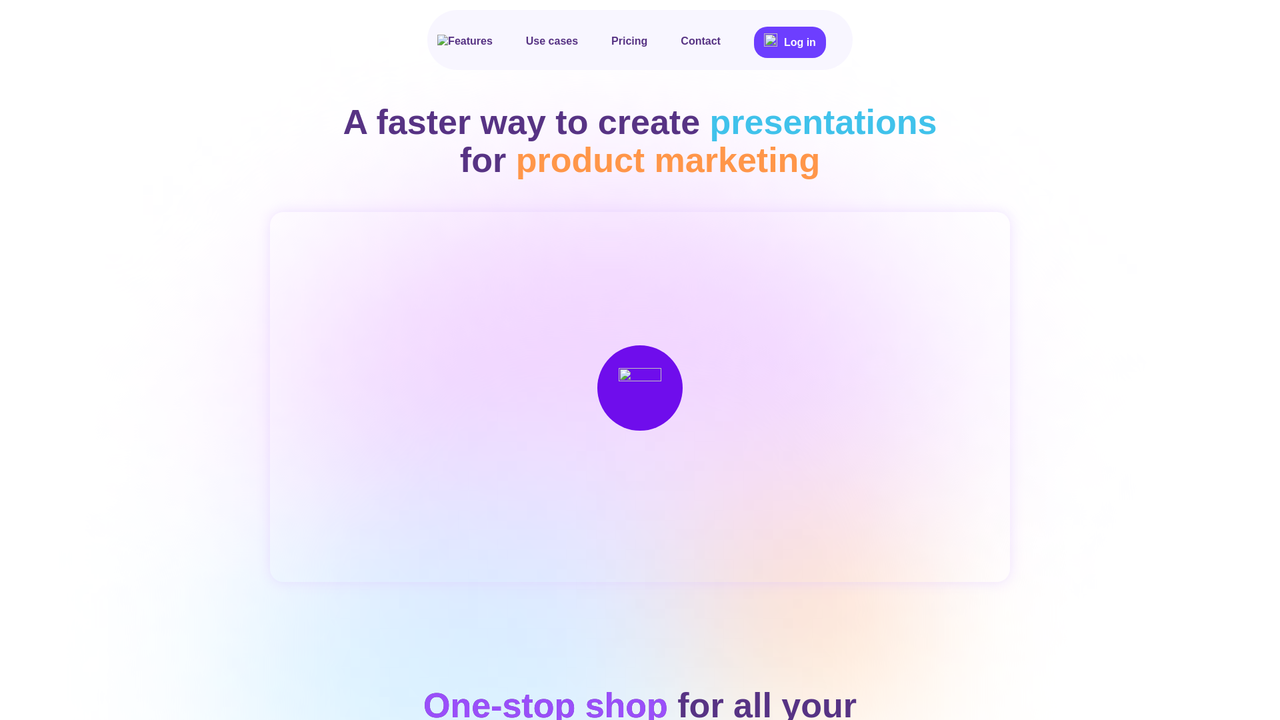 Features
Use cases
Pricing
Contact
Log in
A faster way to create presentations
for product marketing
One-stop shop for all your